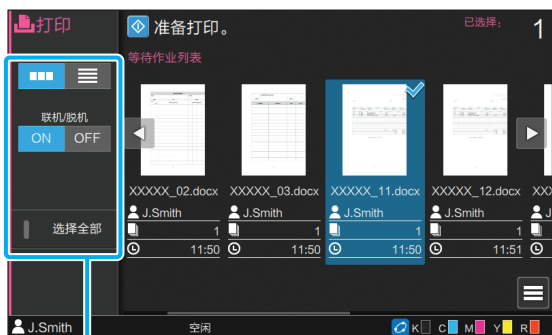 打印
准备打印。
已选择：
1
等待作业列表
联机/脱机
ON OFF
选择全部
XXXXX_02.docx XXXXX_03.docx XXXXX_11.docx XXXXX_12.docx XXX
J.Smith J.Smith J.Smith J.Smith J
1 1 1 1
11:50 11:50 11:50 11:51
J.Smith
空闲
K C M Y R